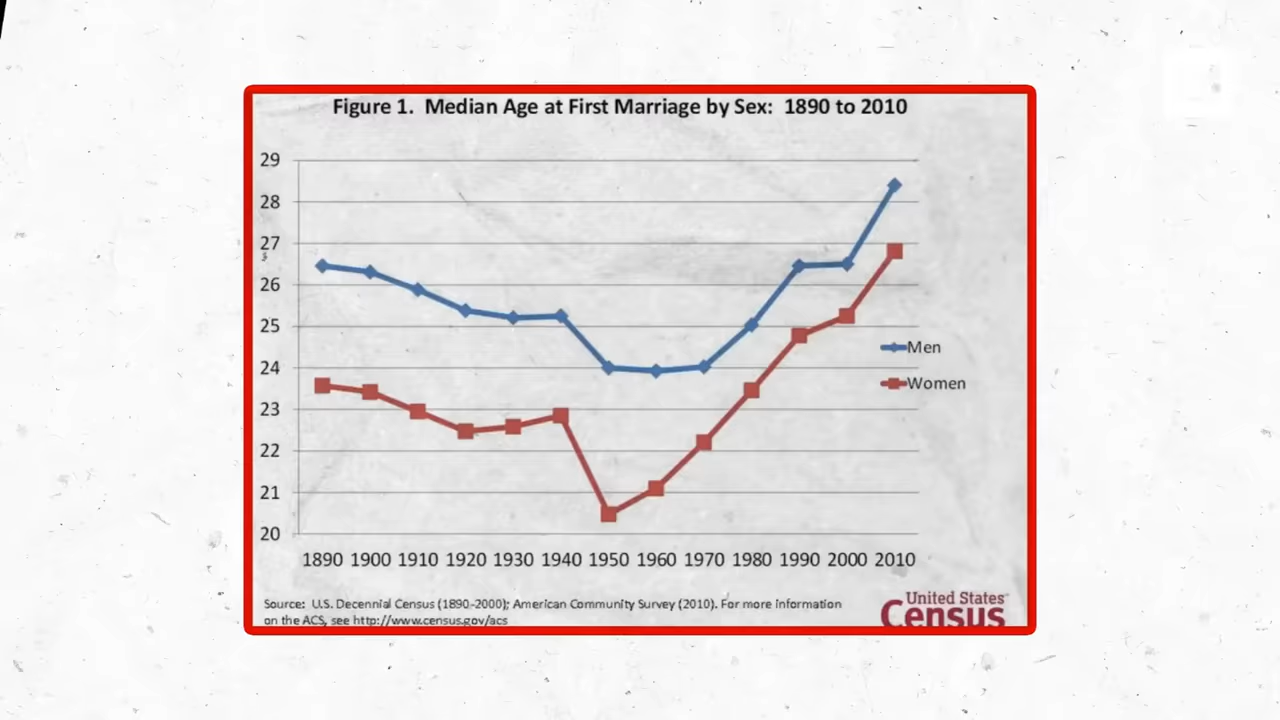 Figure 1. Median Age at First Marriage by Sex: 1890 to 2010
29
28
27
26
25
24
23
22
21
20
Men
Women
1890 1900 1910 1920 1930 1940 1950 1960 1970 1980 1990 2000 2010
Source: U.S. Decennial Census (1890-2000); American Community Survey (2010). For more information
on the ACS, see http://www.census.gov/acs
United States
Census